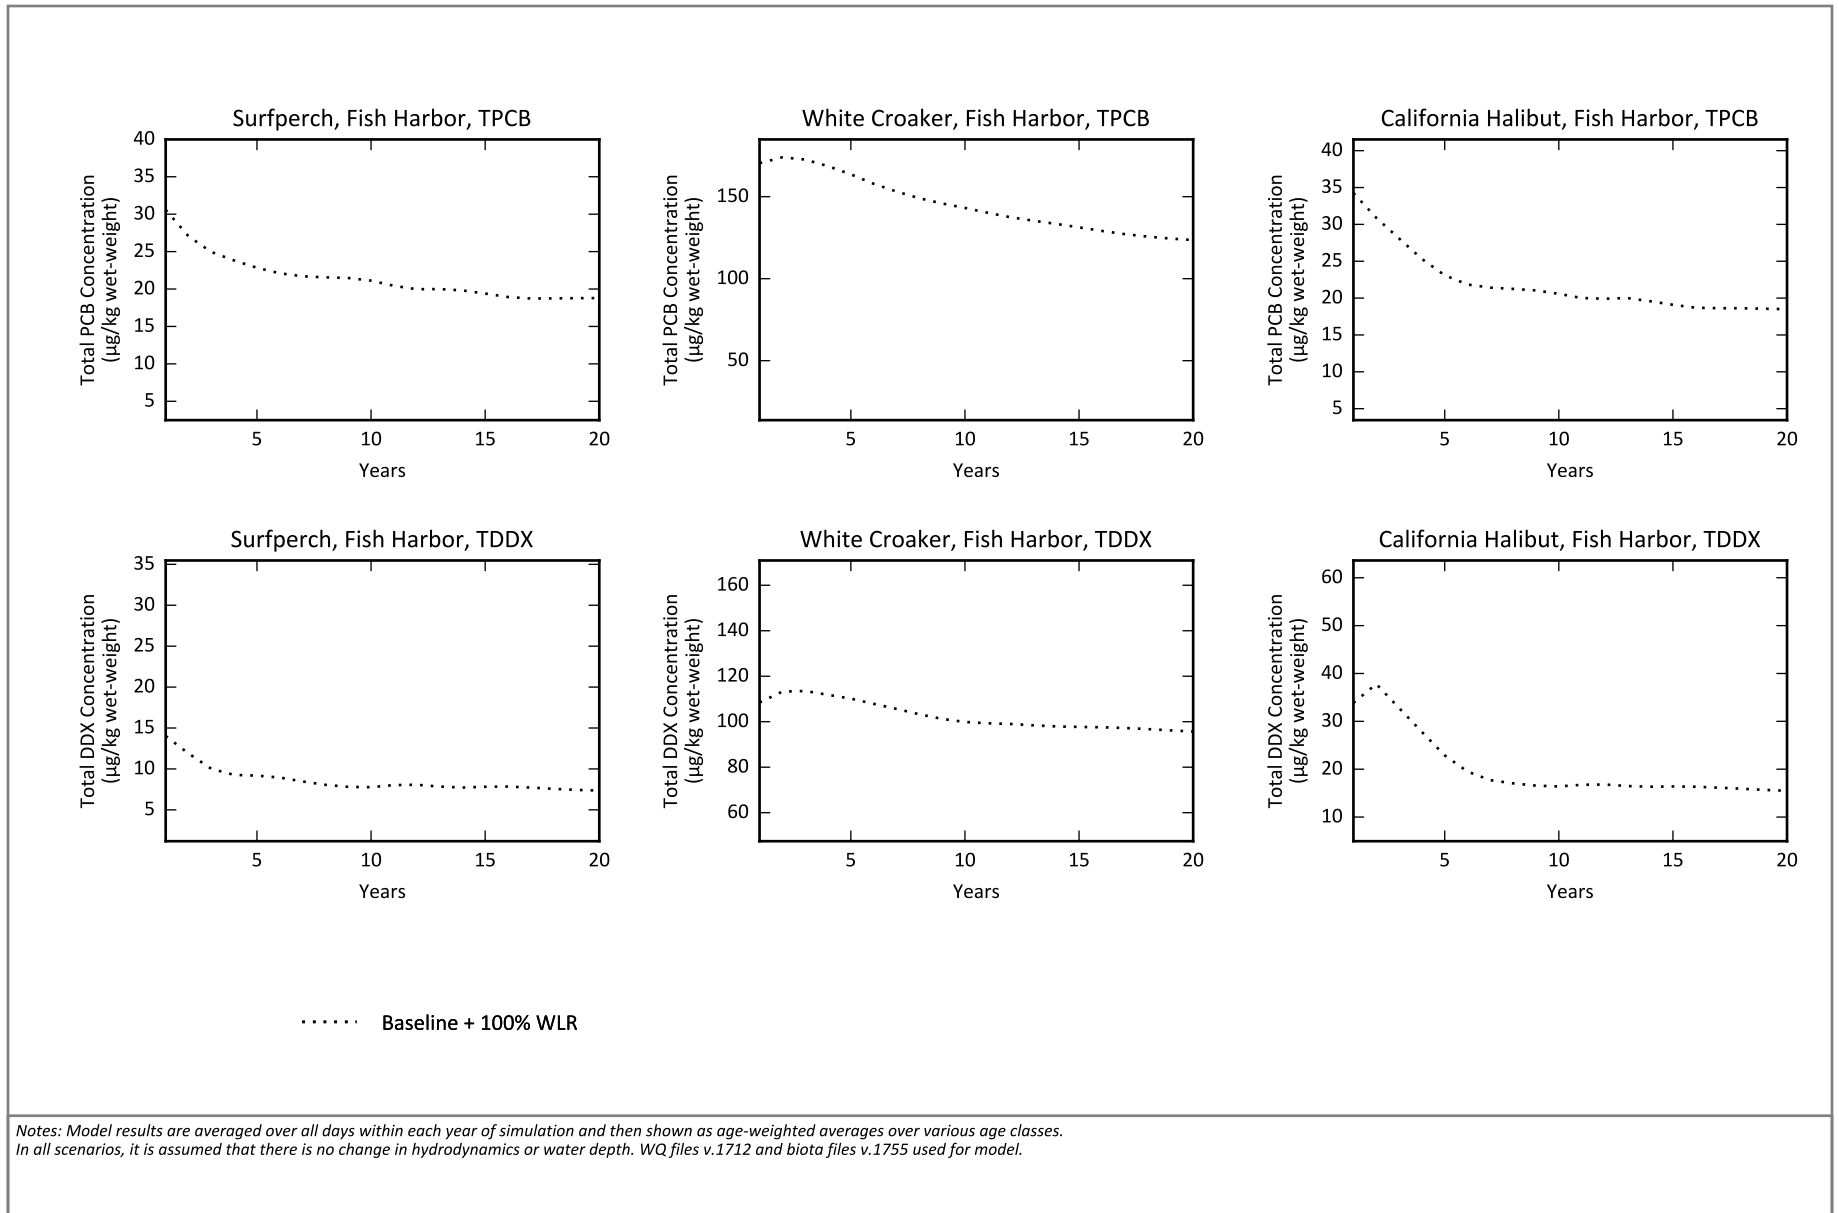 Surfperch, Fish Harbor, TPCB
Total PCB Concentration
(µg/kg wet-weight)
40
35
30
25
20
15
10
5
5 10 15 20
Years
White Croaker, Fish Harbor, TPCB
Total PCB Concentration
(µg/kg wet-weight)
150
100
50
5 10 15 20
Years
California Halibut, Fish Harbor, TPCB
Total PCB Concentration
(µg/kg wet-weight)
40
35
30
25
20
15
10
5
5 10 15 20
Years
Surfperch, Fish Harbor, TDDX
Total DDX Concentration
(µg/kg wet-weight)
35
30
25
20
15
10
5
5 10 15 20
Years
White Croaker, Fish Harbor, TDDX
Total DDX Concentration
(µg/kg wet-weight)
160
140
120
100
80
60
5 10 15 20
Years
California Halibut, Fish Harbor, TDDX
Total DDX Concentration
(µg/kg wet-weight)
60
50
40
30
20
10
5 10 15 20
Years
Baseline + 100% WLR
Notes: Model results are averaged over all days within each year of simulation and then shown as age-weighted averages over various age classes.
In all scenarios, it is assumed that there is no change in hydrodynamics or water depth. WQ files v.1712 and biota files v.1755 used for model.